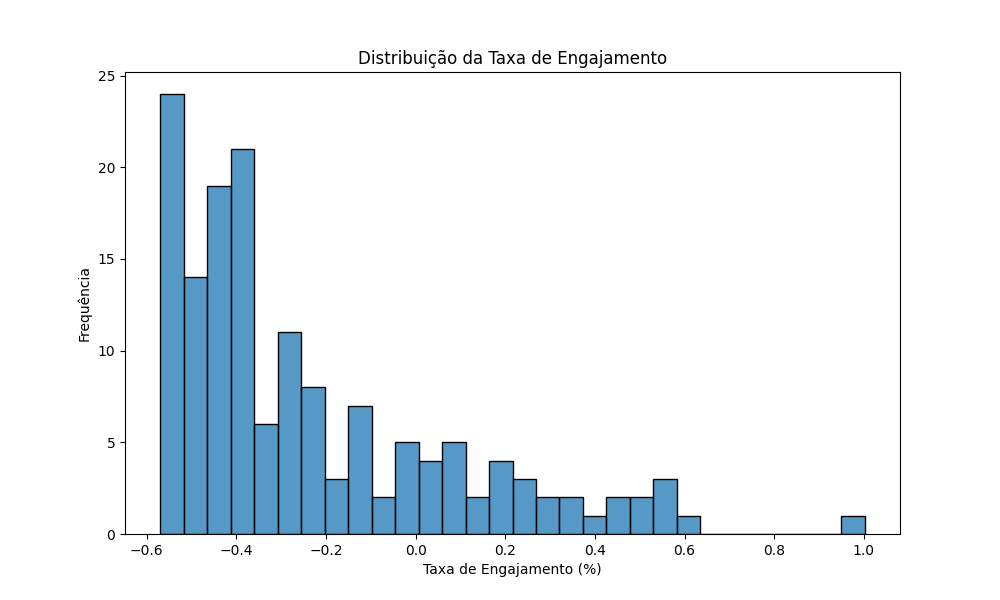 Distribuição da Taxa de Engajamento
25
20
15
10
5
0
Frequência
−0.6 −0.4 −0.2 0.0 0.2 0.4 0.6 0.8 1.0
Taxa de Engajamento (%)